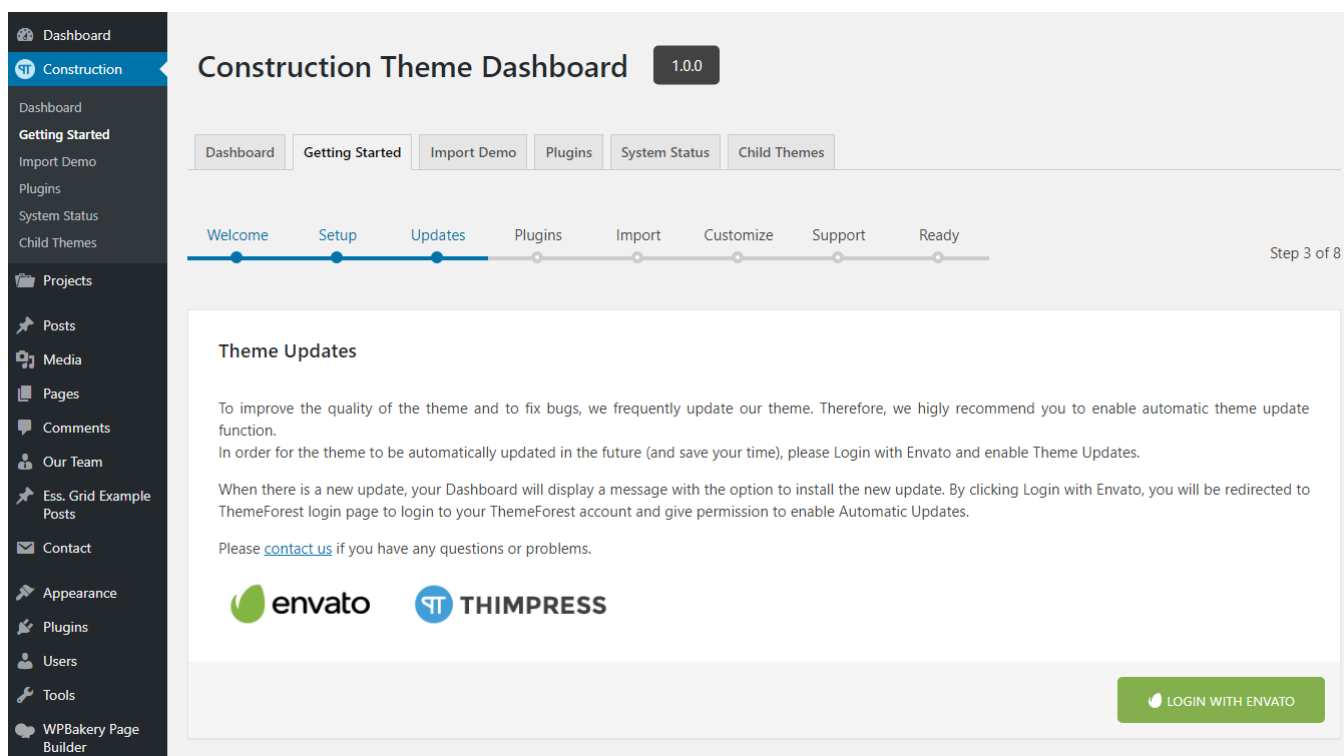 Dashboard
Construction
Dashboard
Getting Started
Import Demo
Plugins
System Status
Child Themes
Projects
Posts
Media
Pages
Comments
Our Team
Ess. Grid Example
Posts
Contact
Appearance
Plugins
Users
Tools
WPBakery Page
Builder
Construction Theme Dashboard 1.0.0
Dashboard Getting Started Import Demo Plugins System Status Child Themes
Welcome Setup Updates Plugins Import Customize Support Ready
Step 3 of 8
Theme Updates
To improve the quality of the theme and to fix bugs, we frequently update our theme. Therefore, we higly recommend you to enable automatic theme update
function.
In order for the theme to be automatically updated in the future (and save your time), please Login with Envato and enable Theme Updates.
When there is a new update, your Dashboard will display a message with the option to install the new update. By clicking Login with Envato, you will be redirected to
ThemeForest login page to login to your ThemeForest account and give permission to enable Automatic Updates.
Please contact us if you have any questions or problems.
envato THIMPRESS
LOGIN WITH ENVATO